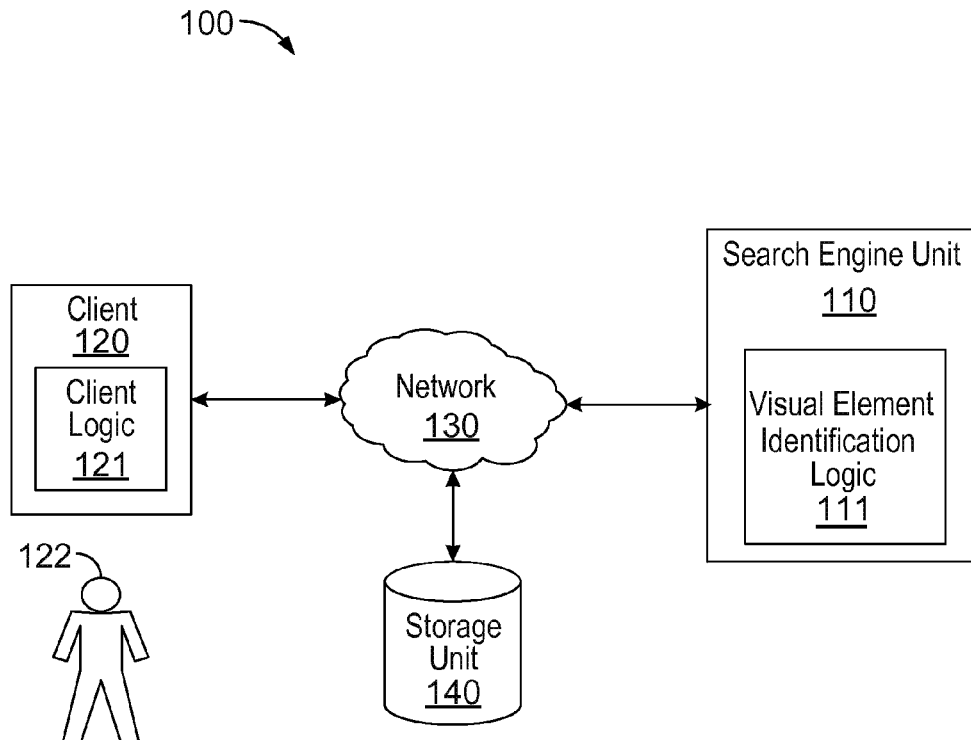 100
Search Engine Unit
110
Client
120
Client
Logic
121
Network
130
Visual Element
Identification
Logic
111
122
Storage
Unit
140